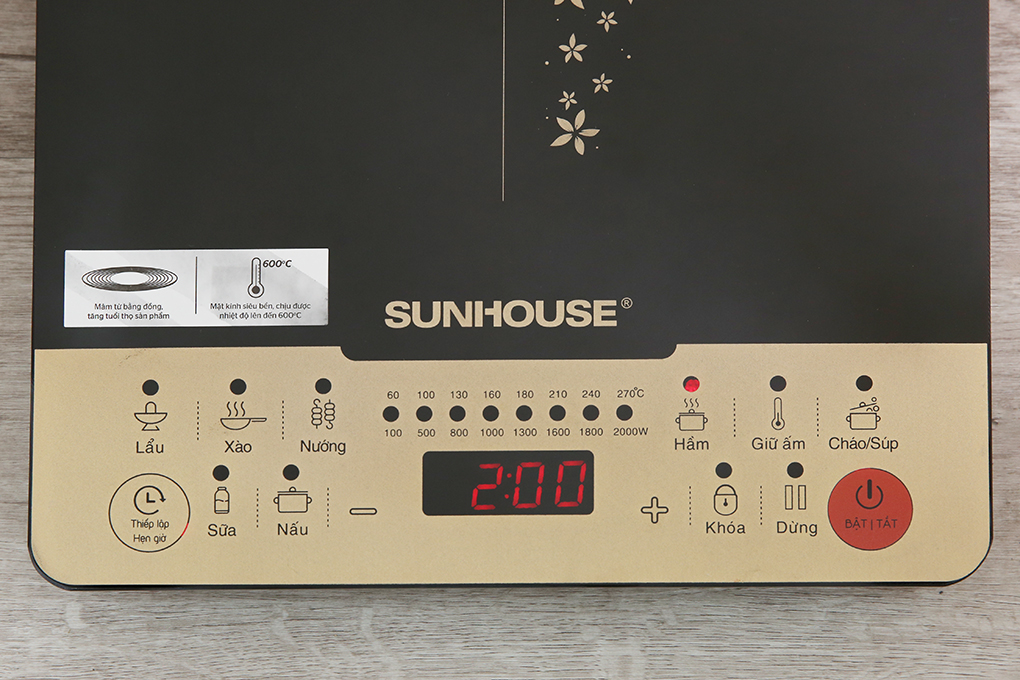 600°C
Mâm từ bằng đồng,
tăng tuổi thọ sản phẩm
Mặt kính siêu bền, chịu được
nhiệt độ lên đến 600°C
SUNHOUSE®
60 100 130 160 180 210 240 270°C
100 500 800 1000 1300 1600 1800 2000W
Lẩu Xào Nướng
Hầm Giữ ấm Cháo/Súp
2:00
Thiếp lập
Hẹn giờ
Sữa Nấu
Khóa Dừng
BẬT | TẮT